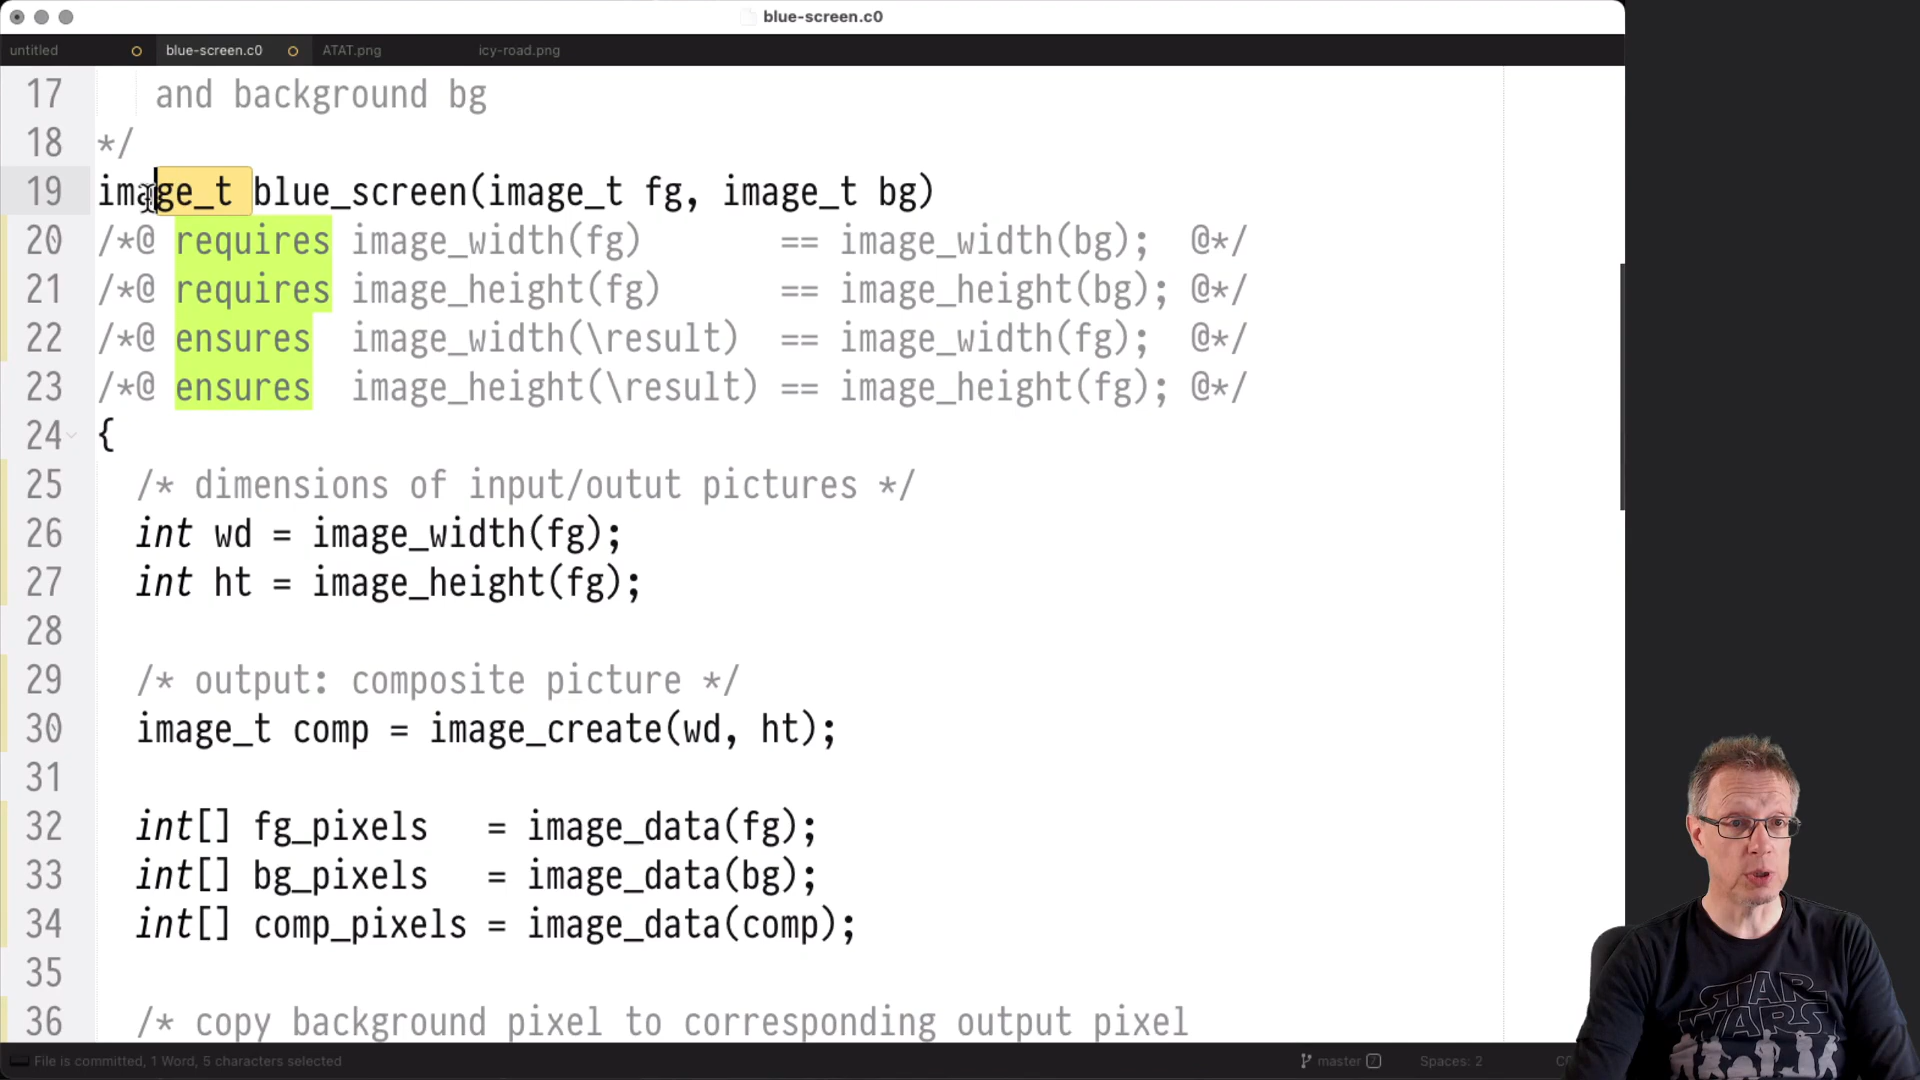 blue-screen.c0
untitled blue-screen.c0 ATAT.png icy-road.png
17 and background bg
18 */
19 image_t blue_screen(image_t fg, image_t bg)
20 /*@ requires image_width(fg) == image_width(bg); @*/
21 /*@ requires image_height(fg) == image_height(bg); @*/
22 /*@ ensures image_width(\result) == image_width(fg); @*/
23 /*@ ensures image_height(\result) == image_height(fg); @*/
24 {
25 /* dimensions of input/outut pictures */
26 int wd = image_width(fg);
27 int ht = image_height(fg);
28
29 /* output: composite picture */
30 image_t comp = image_create(wd, ht);
31
32 int[] fg_pixels = image_data(fg);
33 int[] bg_pixels = image_data(bg);
34 int[] comp_pixels = image_data(comp);
35
36 /* copy background pixel to corresponding output pixel
File is committed, 1 Word, 5 characters selected master 7 Spaces: 2
STAR
WARS